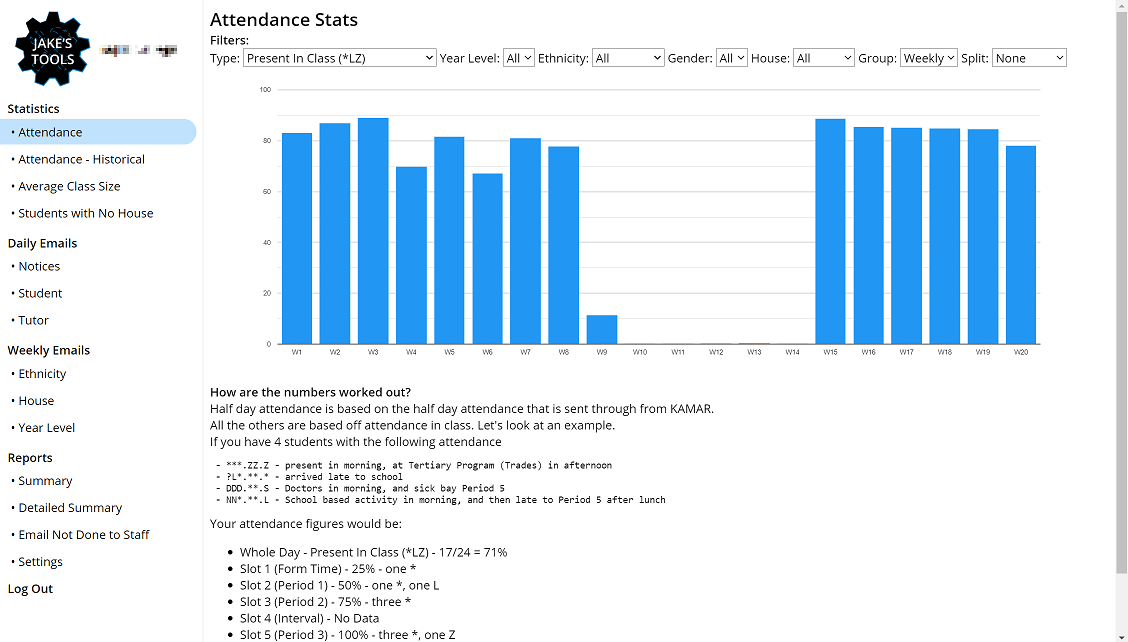 JAKE'S
TOOLS
Statistics
• Attendance
• Attendance - Historical
• Average Class Size
• Students with No House
Daily Emails
• Notices
• Student
• Tutor
Weekly Emails
• Ethnicity
• House
• Year Level
Reports
• Summary
• Detailed Summary
• Email Not Done to Staff
• Settings
Log Out
Attendance Stats
Filters:
Type: Present In Class (*LZ) Year Level: All Ethnicity: All Gender: All House: All Group: Weekly Split: None
100
80
60
40
20
0
W1 W2 W3 W4 W5 W6 W7 W8 W9 W10 W11 W12 W13 W14 W15 W16 W17 W18 W19 W20
How are the numbers worked out?
Half day attendance is based on the half day attendance that is sent through from KAMAR.
All the others are based off attendance in class. Let's look at an example.
If you have 4 students with the following attendance
- ***.ZZ.Z - present in morning, at Tertiary Program (Trades) in afternoon
- ?L*.**.* - arrived late to school
- DDD.**.S - Doctors in morning, and sick bay Period 5
- NN*.**.L - School based activity in morning, and then late to Period 5 after lunch
Your attendance figures would be:
• Whole Day - Present In Class (*LZ) - 17/24 = 71%
• Slot 1 (Form Time) - 25% - one *
• Slot 2 (Period 1) - 50% - one *, one L
• Slot 3 (Period 2) - 75% - three *
• Slot 4 (Interval) - No Data
• Slot 5 (Period 3) - 100% - three *, one Z